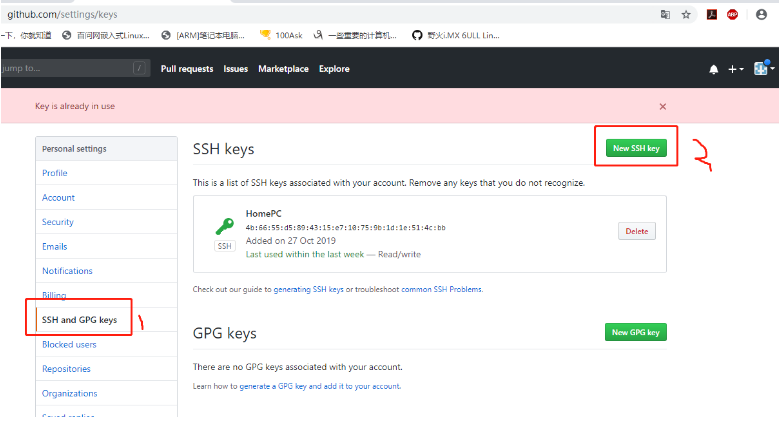 github.com/settings/keys
一下，你就知道 百问网嵌入式Linux... [ARM]笔记本电脑... 100Ask 一些重要的计算机... 野火i.MX 6ULL Lin...
jump to... / Pull requests Issues Marketplace Explore
Key is already in use
Personal settings
Profile
Account
Security
Emails
Notifications
Billing
SSH and GPG keys 1
Blocked users
Repositories
Organizations
Saved replies
SSH keys
New SSH key 2
This is a list of SSH keys associated with your account. Remove any keys that you do not recognize.
HomePC
4b:66:55:d5:89:43:15:e7:10:75:9b:1d:1e:51:4c:bb
SSH
Added on 27 Oct 2019
Last used within the last week — Read/write
Delete
Check out our guide to generating SSH keys or troubleshoot common SSH Problems.
GPG keys
New GPG key
There are no GPG keys associated with your account.
Learn how to generate a GPG key and add it to your account.